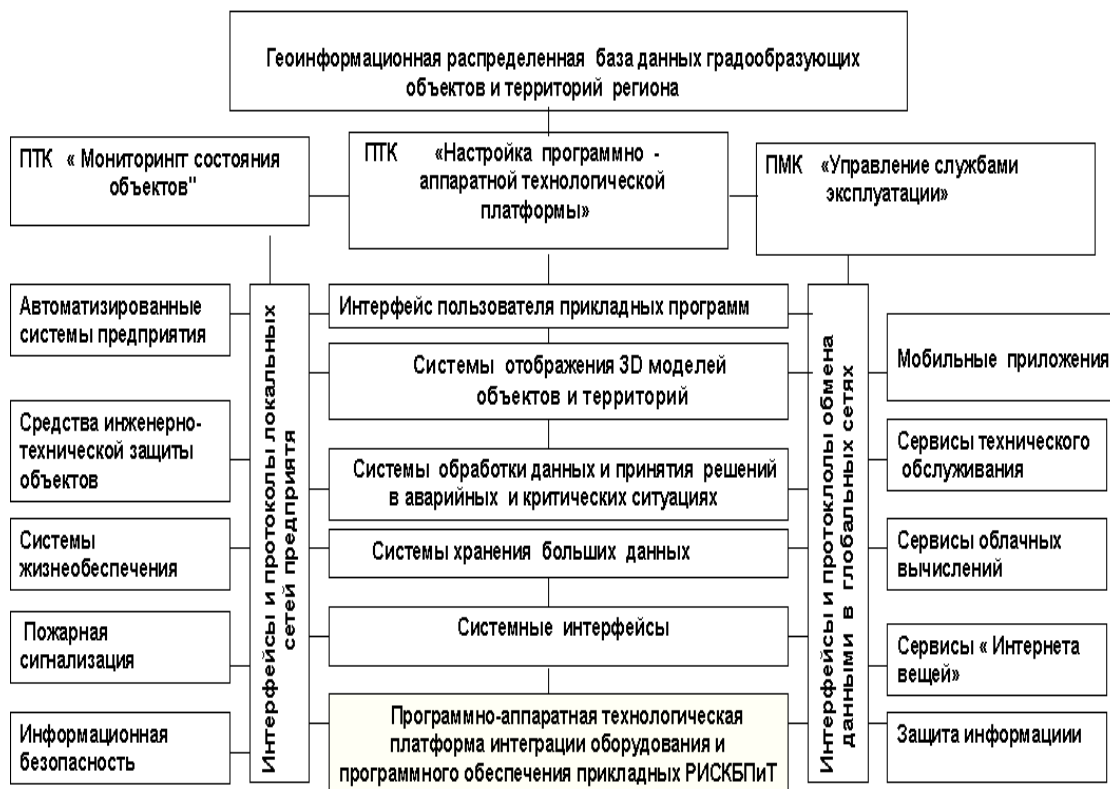 Геоинформационная распределенная база данных градообразующих
объектов и территорий региона
ПТК « Мониторингт состояния
объектов"
ПТК «Настройка программно -
аппаратной технологической
платформы»
ПМК «Управление службами
эксплуатации»
Автоматизированные
системы предприятия
Средства инженерно-
технической защиты
объектов
Системы
жизнеобеспечения
Пожарная
сигнализация
Информационная
безопасность
Интерфейсы и протоколы локальных
сетей предприятя
Интерфейс пользователя прикладных программ
Системы отображения 3D моделей
объектов и территорий
Системы обработки данных и принятия решений
в аварийных и критических ситуациях
Системы хранения больших данных
Системные интерфейсы
Программно-аппаратная технологическая
платформа интеграции оборудования и
программного обеспечения прикладных РИСКБПиТ
Интерфейсы и протоклолы обмена
данными в глобальных сетях
Мобильные приложения
Сервисы технического
обслуживания
Сервисы облачных
вычислений
Сервисы « Интернета
вещей»
Защита информациии